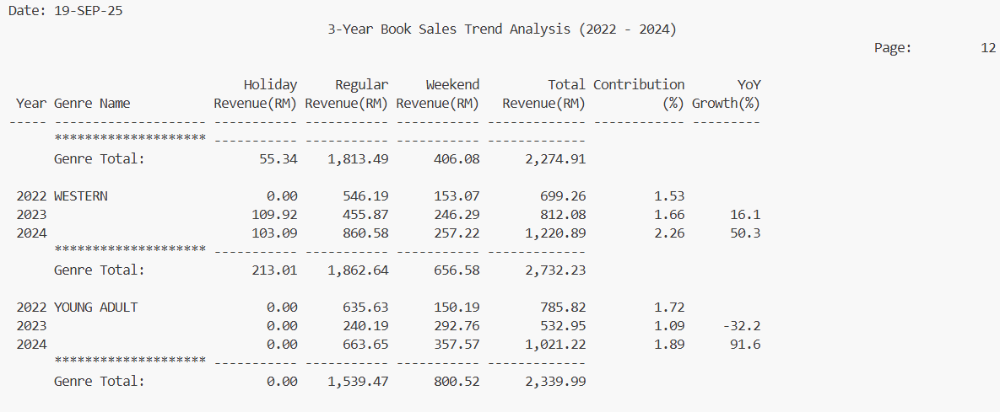 Date: 19-SEP-25
3-Year Book Sales Trend Analysis (2022 - 2024)
Page:         12
                              Holiday     Regular     Weekend         Total Contribution       YoY
 Year Genre Name           Revenue(RM) Revenue(RM) Revenue(RM)   Revenue(RM)          (%) Growth(%)
----- -------------------- ----------- ----------- ----------- ------------- ------------ ---------
      ******************** ----------- ----------- ----------- -------------
      Genre Total:               55.34    1,813.49      406.08      2,274.91
 2022 WESTERN                     0.00      546.19      153.07        699.26         1.53
 2023                           109.92      455.87      246.29        812.08         1.66      16.1
 2024                           103.09      860.58      257.22      1,220.89         2.26      50.3
      ******************** ----------- ----------- ----------- -------------
      Genre Total:              213.01    1,862.64      656.58      2,732.23
 2022 YOUNG ADULT                 0.00      635.63      150.19        785.82         1.72
 2023                             0.00      240.19      292.76        532.95         1.09     -32.2
 2024                             0.00      663.65      357.57      1,021.22         1.89      91.6
      ******************** ----------- ----------- ----------- -------------
      Genre Total:                0.00    1,539.47      800.52      2,339.99